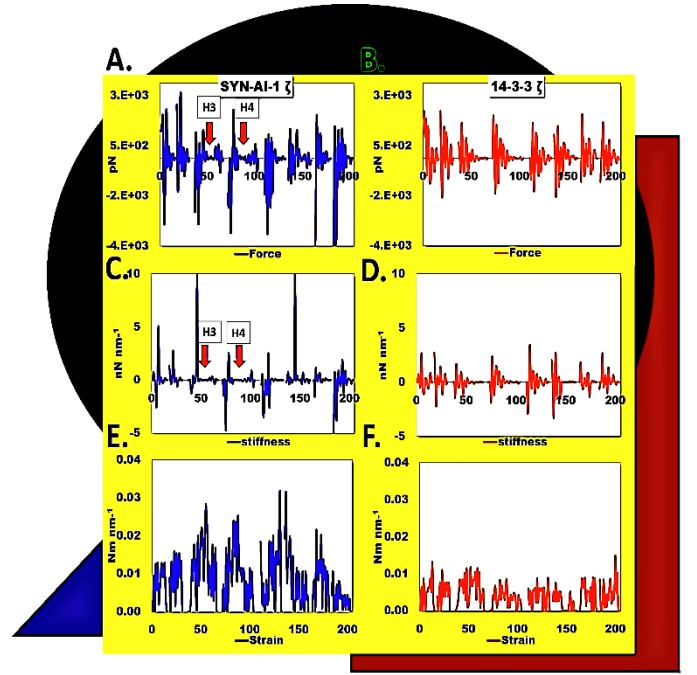 A.
B.
SYN-AI-1 ζ
14-3-3 ζ
3.E+03
5.E+02
-2.E+03
-4.E+03
pN
H3
H4
0 50 100 150 200
Force
3.E+03
5.E+02
-2.E+03
-4.E+03
pN
0 50 100 150 200
Force
C.
D.
10
5
0
-5
nN nm⁻¹
H3
H4
0 50 100 150 200
stiffness
10
5
0
-5
nN nm⁻¹
0 50 100 150 200
stiffness
E.
F.
0.04
0.03
0.02
0.01
0.00
Nm nm⁻¹
0 50 100 150 200
Strain
0.04
0.03
0.02
0.01
0.00
Nm nm⁻¹
0 50 100 150 200
Strain